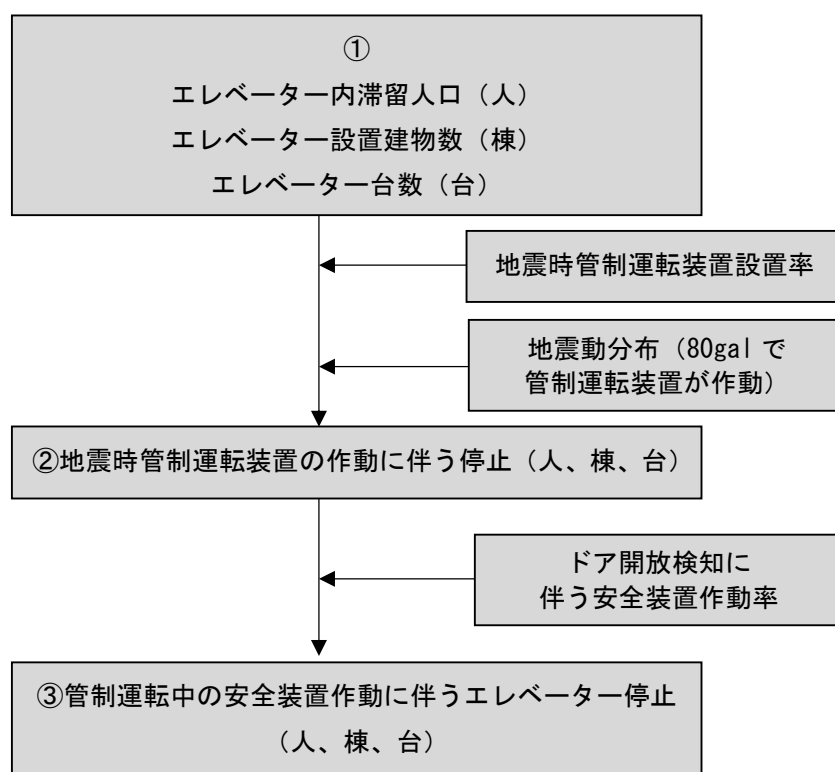 ①
エレベーター内滞留人口（人）
エレベーター設置建物数（棟）
エレベーター台数（台）
地震時管制運転装置設置率
地震動分布（80gal で
管制運転装置が作動）
②地震時管制運転装置の作動に伴う停止（人、棟、台）
ドア開放検知に
伴う安全装置作動率
③管制運転中の安全装置作動に伴うエレベーター停止
（人、棟、台）